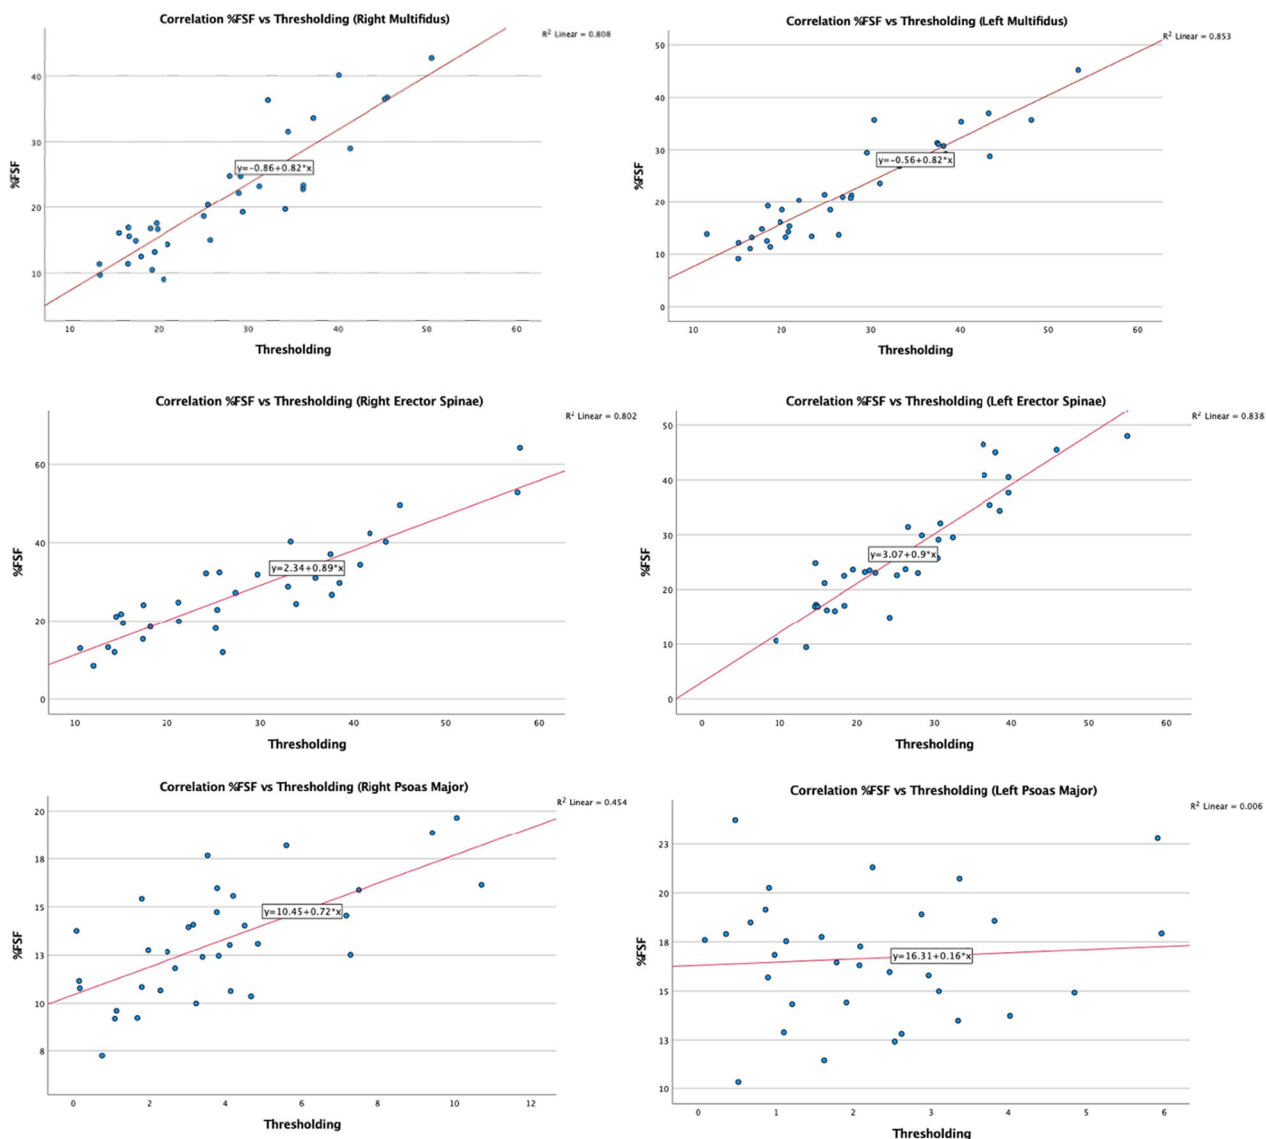 Correlation %FSF vs Thresholding (Right Multifidus)
R² Linear = 0.808
40
30
20
10
%FSF
y=-0.86+0.82*x
10 20 30 40 50 60
Thresholding
Correlation %FSF vs Thresholding (Left Multifidus)
R² Linear = 0.853
50
40
30
20
10
0
%FSF
y=-0.56+0.82*x
10 20 30 40 50 60
Thresholding
Correlation %FSF vs Thresholding (Right Erector Spinae)
R² Linear = 0.802
60
40
20
0
%FSF
y=2.34+0.89*x
10 20 30 40 50 60
Thresholding
Correlation %FSF vs Thresholding (Left Erector Spinae)
R² Linear = 0.838
50
40
30
20
10
0
%FSF
y=3.07+0.9*x
0 10 20 30 40 50 60
Thresholding
Correlation %FSF vs Thresholding (Right Psoas Major)
R² Linear = 0.454
20
18
15
13
10
8
%FSF
y=10.45+0.72*x
0 2 4 6 8 10 12
Thresholding
Correlation %FSF vs Thresholding (Left Psoas Major)
R² Linear = 0.006
23
20
18
15
13
10
%FSF
y=16.31+0.16*x
0 1 2 3 4 5 6
Thresholding